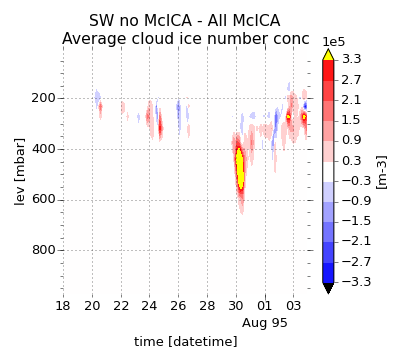 SW no McICA - All McICA
Average cloud ice number conc
1e5
3.3
2.7
2.1
1.5
0.9
0.3
−0.3
−0.9
−1.5
−2.1
−2.7
−3.3
[m-3]
lev [mbar]
200
400
600
800
18 20 22 24 26 28 30 01 03
Aug 95
time [datetime]